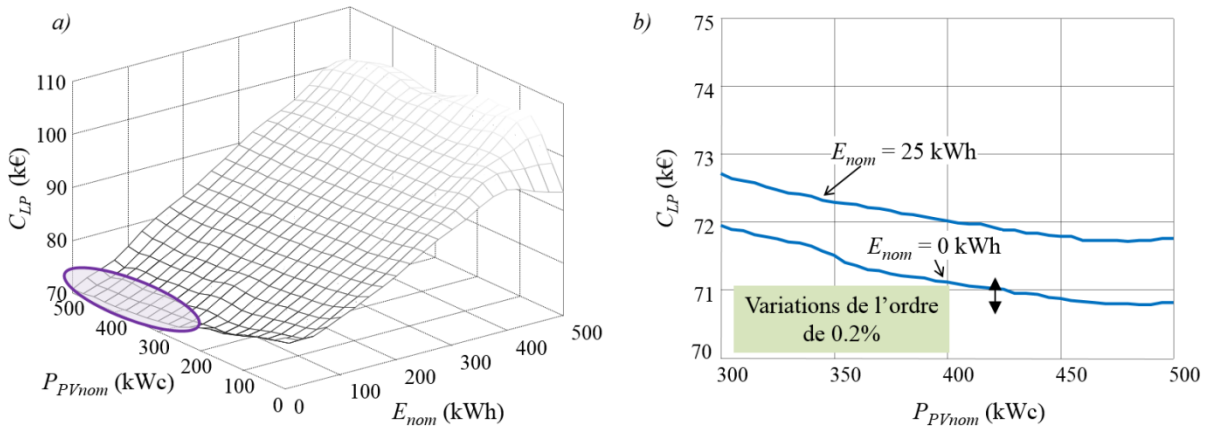 a)
110
100
90
80
70
C_LP (k€)
500
400
300
200
100
0
P_PVnom (kWc)
0
100
200
300
400
500
E_nom (kWh)
b)
75
74
73
72
71
70
C_LP (k€)
E_nom = 25 kWh
E_nom = 0 kWh
Variations de l'ordre
de 0.2%
300
350
400
450
500
P_PVnom (kWc)